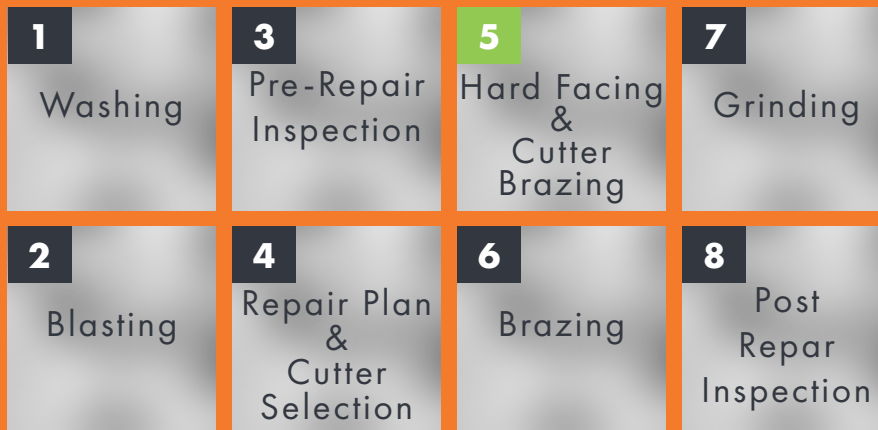 1
Washing
2
Blasting
3
Pre-Repair
Inspection
4
Repair Plan
&
Cutter
Selection
5
Hard Facing
&
Cutter
Brazing
6
Brazing
7
Grinding
8
Post
Repar
Inspection